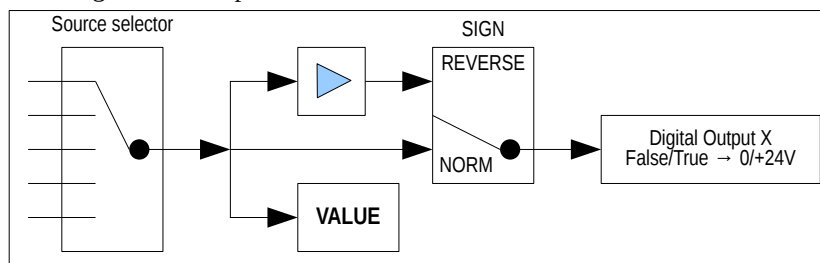 Source selector
SIGN
REVERSE
NORM
VALUE
Digital Output X
False/True → 0/+24V